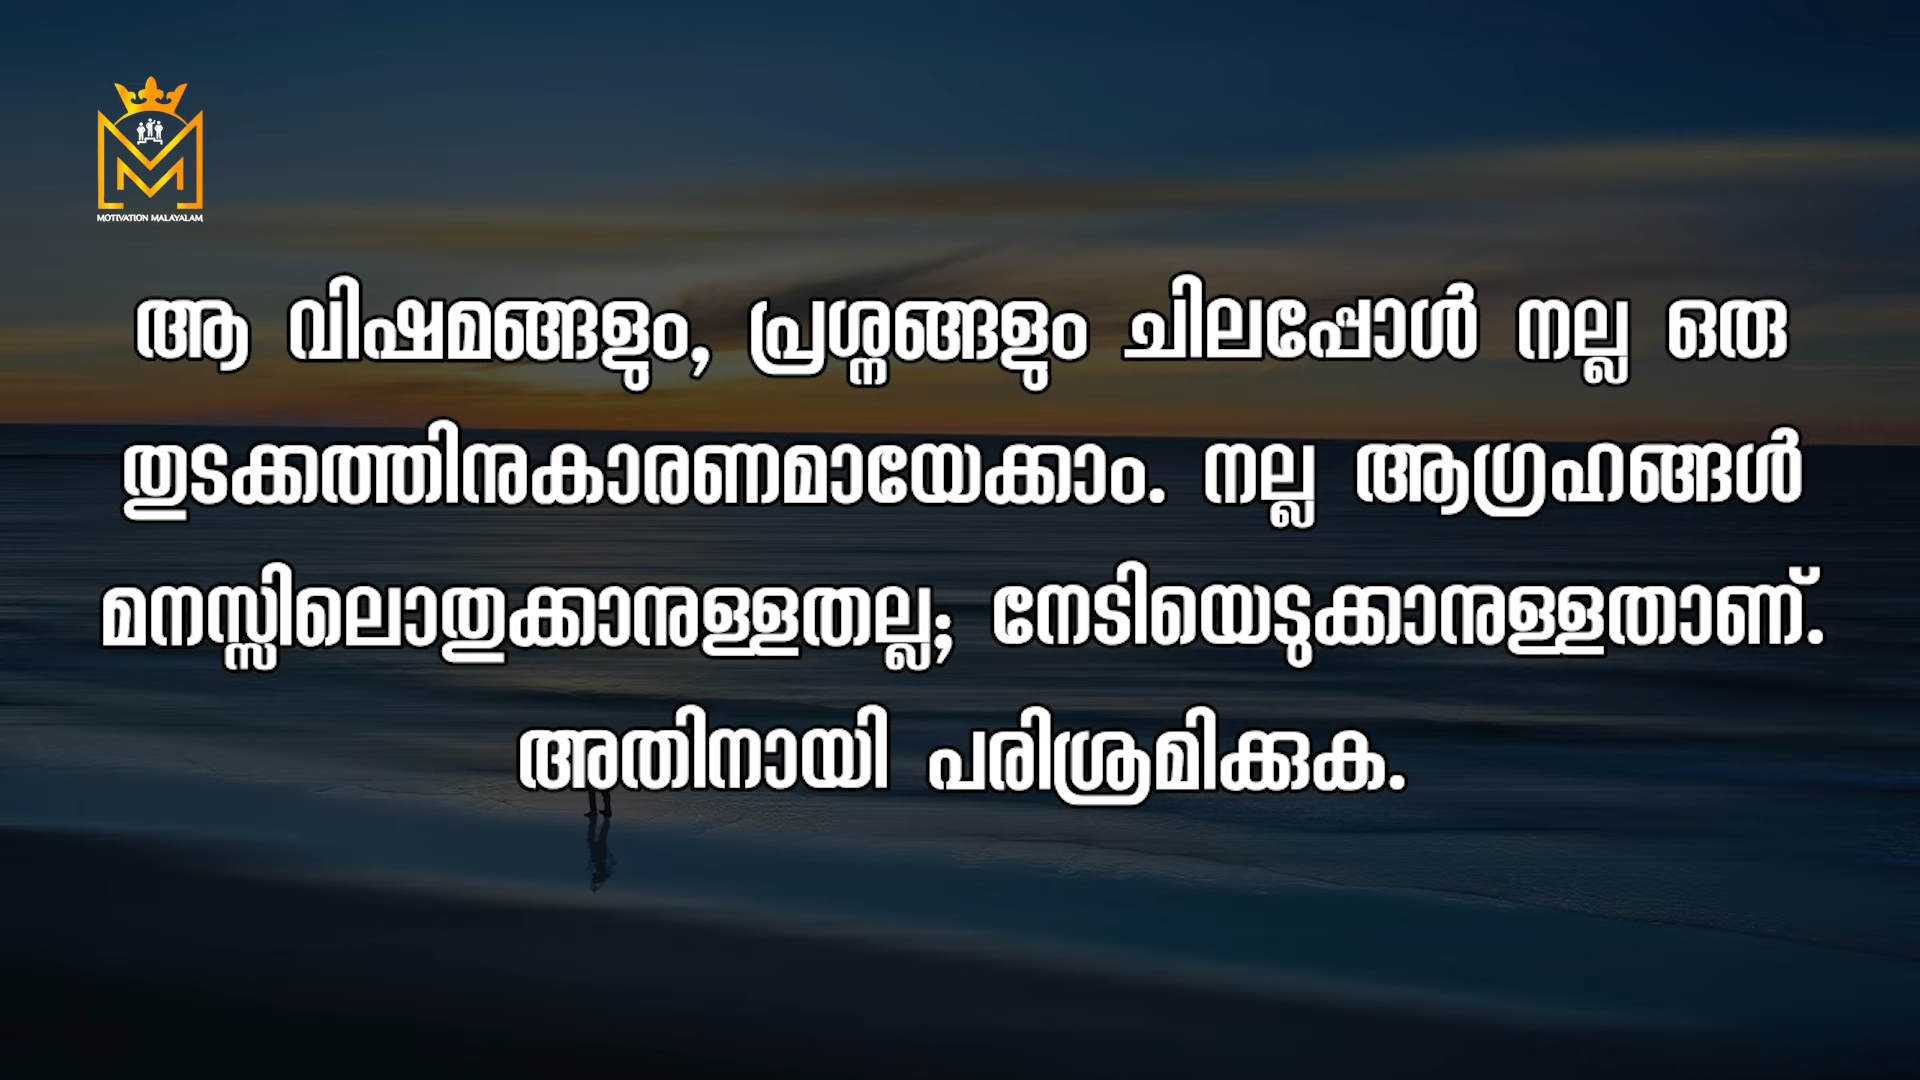 MOTIVATION MALAYALAM
ആ വിഷമങ്ങളും, പ്രശ്നങ്ങളും ചിലപ്പോൾ നല്ല ഒരു
തുടക്കത്തിനുകാരണമായേക്കാം. നല്ല ആഗ്രഹങ്ങൾ
മനസ്സിലൊതുക്കാനുള്ളതല്ല; നേടിയെടുക്കാനുള്ളതാണ്.
അതിനായി പരിശ്രമിക്കുക.